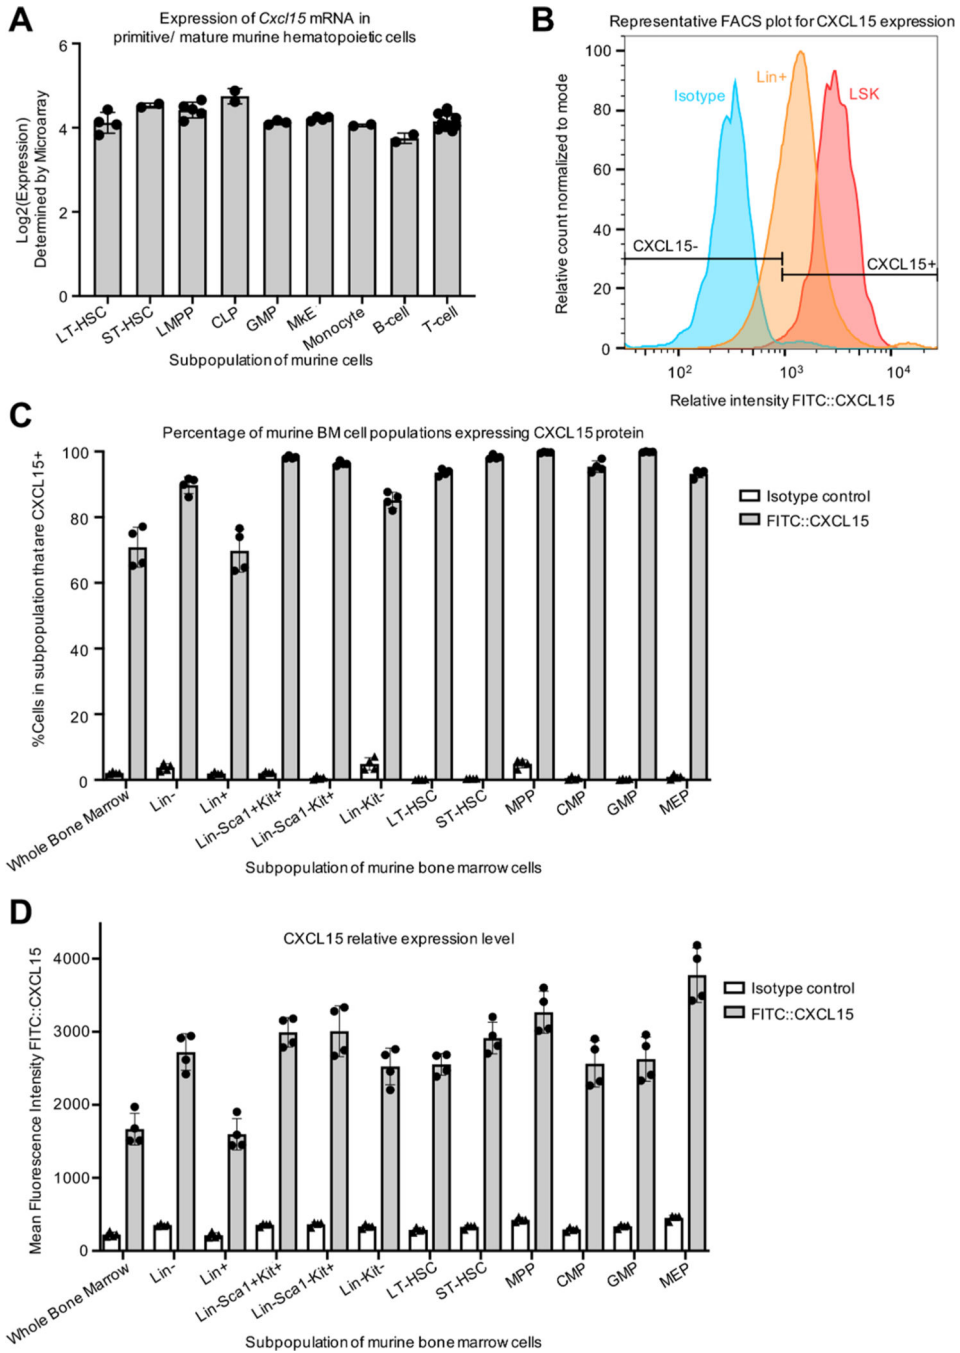 A
Expression of Cxcl15 mRNA in
primitive/ mature murine hematopoietic cells
Log2(Expression)
Determined by Microarray
6
4
2
0
LT-HSC
ST-HSC
LMPP
CLP
GMP
MkE
Monocyte
B-cell
T-cell
Subpopulation of murine cells
B
Representative FACS plot for CXCL15 expression
Relative count normalized to mode
100
80
60
40
20
0
Isotype
Lin+
LSK
CXCL15-
CXCL15+
10²
10³
10⁴
Relative intensity FITC::CXCL15
C
Percentage of murine BM cell populations expressing CXCL15 protein
%Cells in subpopulation that are CXCL15+
100
80
60
40
20
0
Isotype control
FITC::CXCL15
Whole Bone Marrow
Lin-
Lin+
Lin-Sca1+Kit+
Lin-Sca1-Kit+
Lin-Kit-
LT-HSC
ST-HSC
MPP
CMP
GMP
MEP
Subpopulation of murine bone marrow cells
D
CXCL15 relative expression level
Mean Fluorescence Intensity FITC::CXCL15
4000
3000
2000
1000
0
Isotype control
FITC::CXCL15
Whole Bone Marrow
Lin-
Lin+
Lin-Sca1+Kit+
Lin-Sca1-Kit+
Lin-Kit-
LT-HSC
ST-HSC
MPP
CMP
GMP
MEP
Subpopulation of murine bone marrow cells